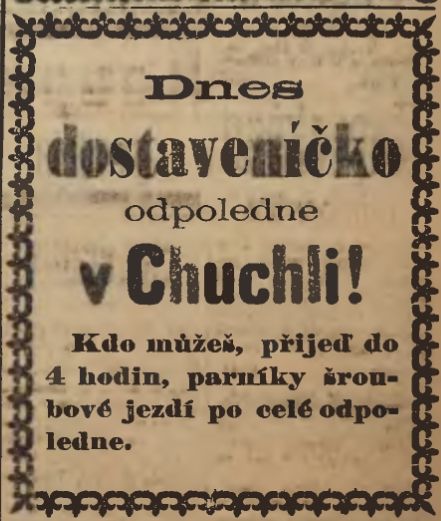 Dnes
dostaveníčko
odpoledne
v Chuchli!
Kdo můžeš, přijeď do
4 hodin, parníky šrou-
bové jezdí po celé odpo-
ledne.